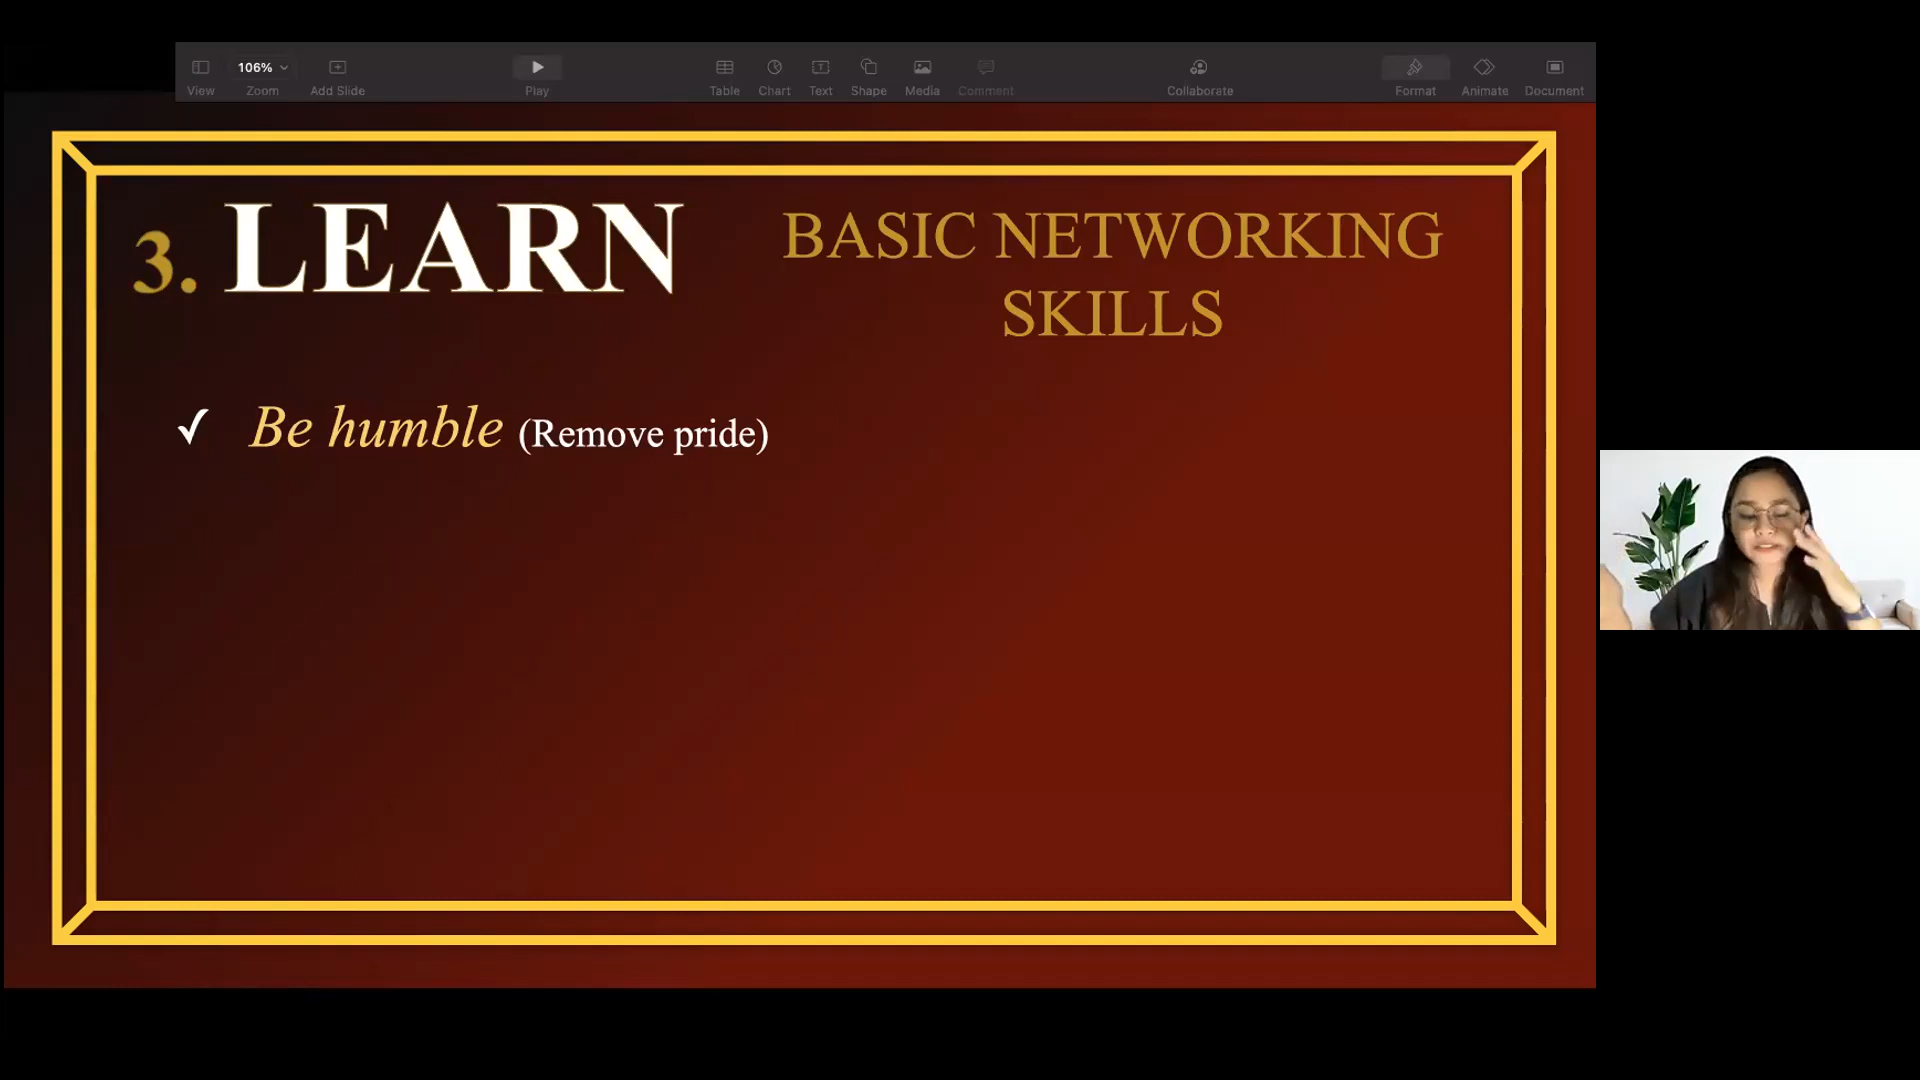 106%
View Zoom Add Slide Play Table Chart Text Shape Media Comment Collaborate Format Animate Document
3. LEARN
BASIC NETWORKING
SKILLS
✓ Be humble (Remove pride)